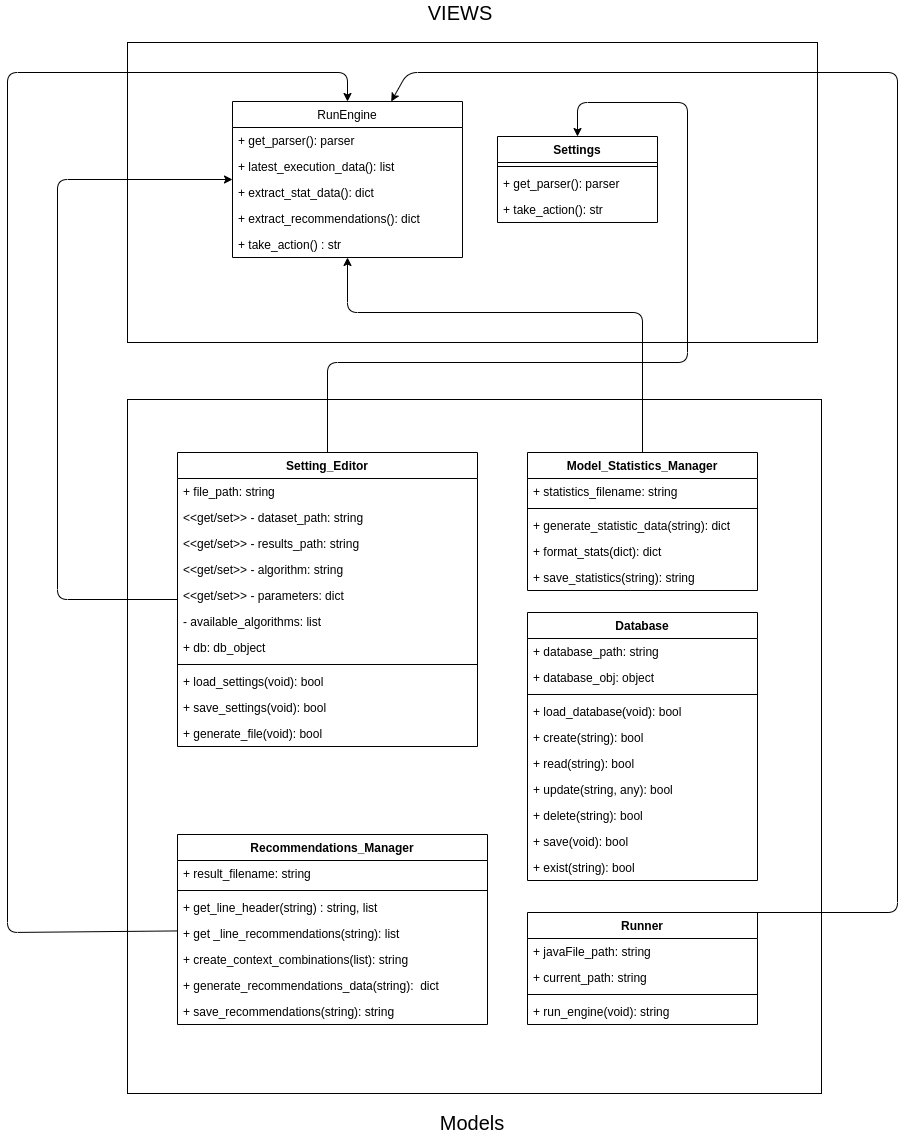 VIEWS
RunEngine
+ get_parser(): parser
+ latest_execution_data(): list
+ extract_stat_data(): dict
+ extract_recommendations(): dict
+ take_action() : str
Settings
+ get_parser(): parser
+ take_action(): str
Setting_Editor
+ file_path: string
<<get/set>> - dataset_path: string
<<get/set>> - results_path: string
<<get/set>> - algorithm: string
<<get/set>> - parameters: dict
- available_algorithms: list
+ db: db_object
+ load_settings(void): bool
+ save_settings(void): bool
+ generate_file(void): bool
Model_Statistics_Manager
+ statistics_filename: string
+ generate_statistic_data(string): dict
+ format_stats(dict): dict
+ save_statistics(string): string
Database
+ database_path: string
+ database_obj: object
+ load_database(void): bool
+ create(string): bool
+ read(string): bool
+ update(string, any): bool
+ delete(string): bool
+ save(void): bool
+ exist(string): bool
Recommendations_Manager
+ result_filename: string
+ get_line_header(string) : string, list
+ get _line_recommendations(string): list
+ create_context_combinations(list): string
+ generate_recommendations_data(string):  dict
+ save_recommendations(string): string
Runner
+ javaFile_path: string
+ current_path: string
+ run_engine(void): string
Models